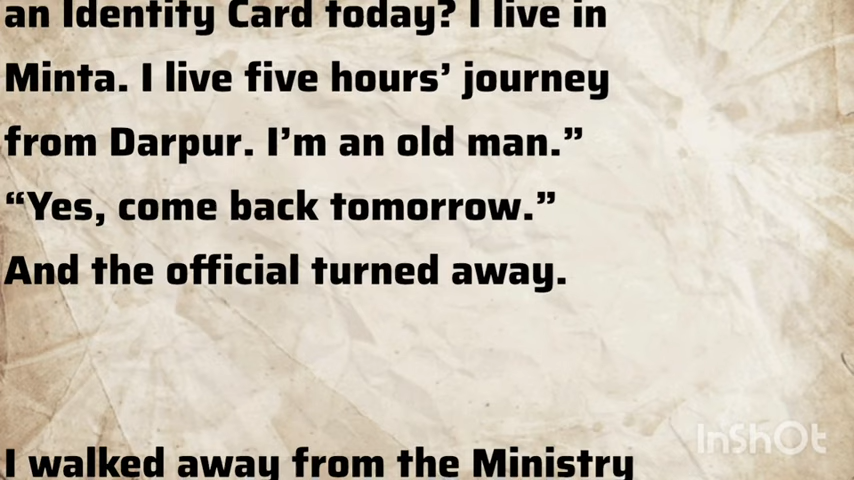 an Identity Card today? I live in
Minta. I live five hours’ journey
from Darpur. I’m an old man.”
“Yes, come back tomorrow.”
And the official turned away.
I walked away from the Ministry
InShOt